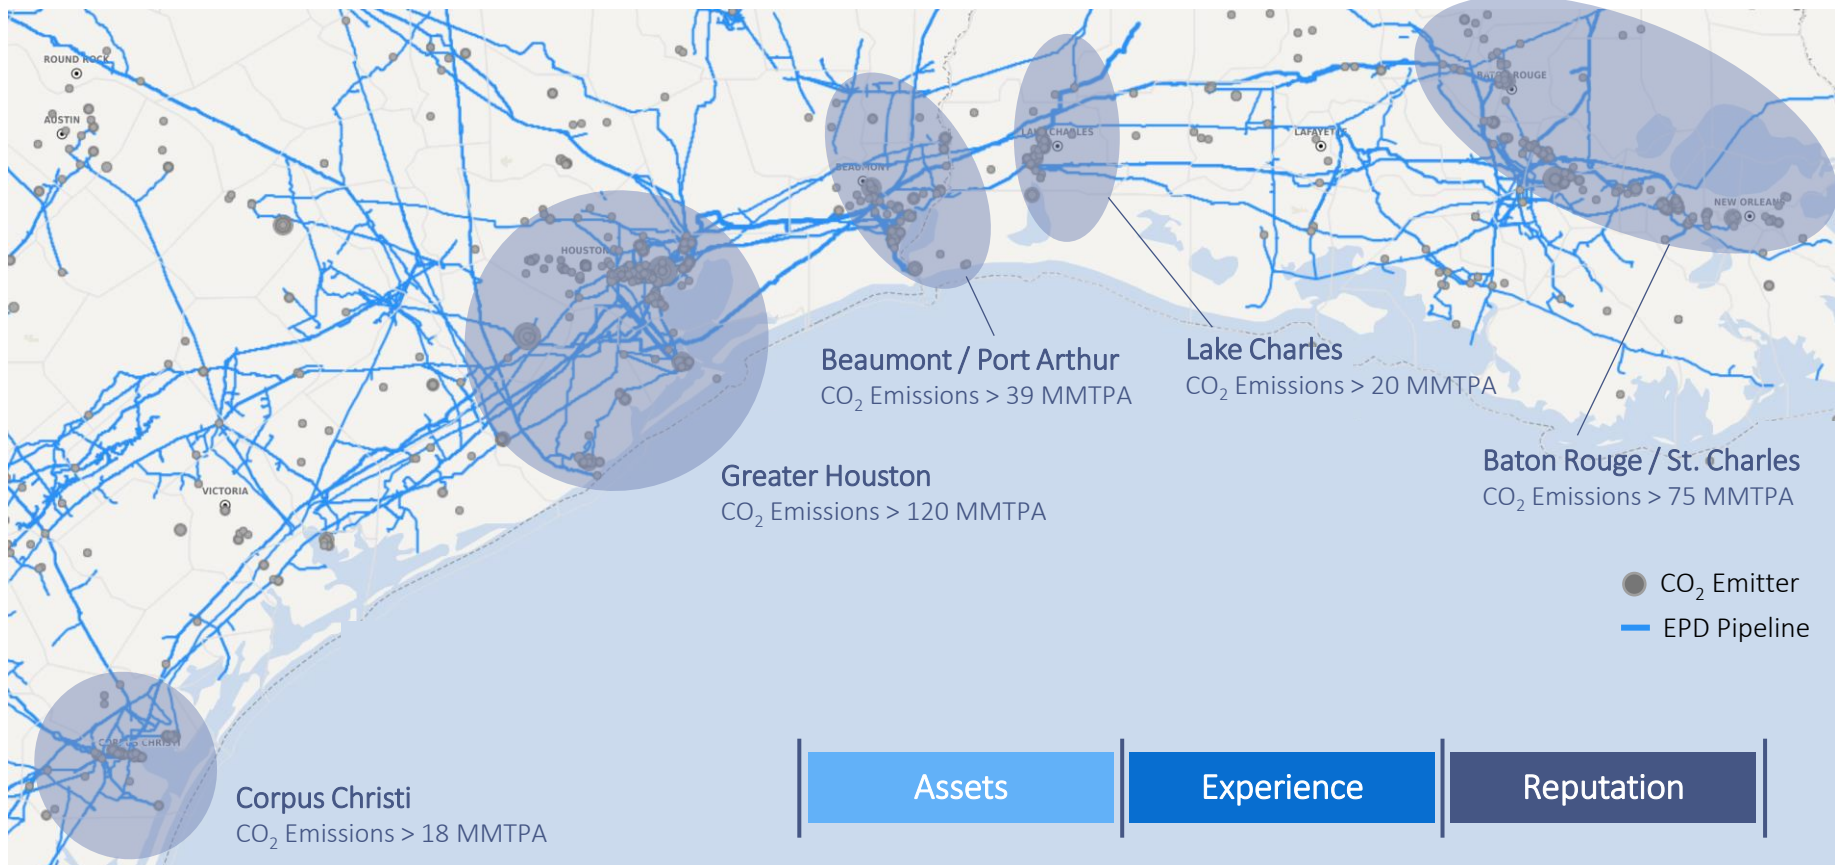 ROUND ROCK
AUSTIN
BATON ROUGE
LAKE CHARLES
LAFAYETTE
BEAUMONT
NEW ORLEANS
HOUSTON
Beaumont / Port Arthur
CO₂ Emissions > 39 MMTPA
Lake Charles
CO₂ Emissions > 20 MMTPA
Greater Houston
CO₂ Emissions > 120 MMTPA
Baton Rouge / St. Charles
CO₂ Emissions > 75 MMTPA
VICTORIA
CO₂ Emitter
EPD Pipeline
CORPUS CHRISTI
Corpus Christi
CO₂ Emissions > 18 MMTPA
Assets
Experience
Reputation